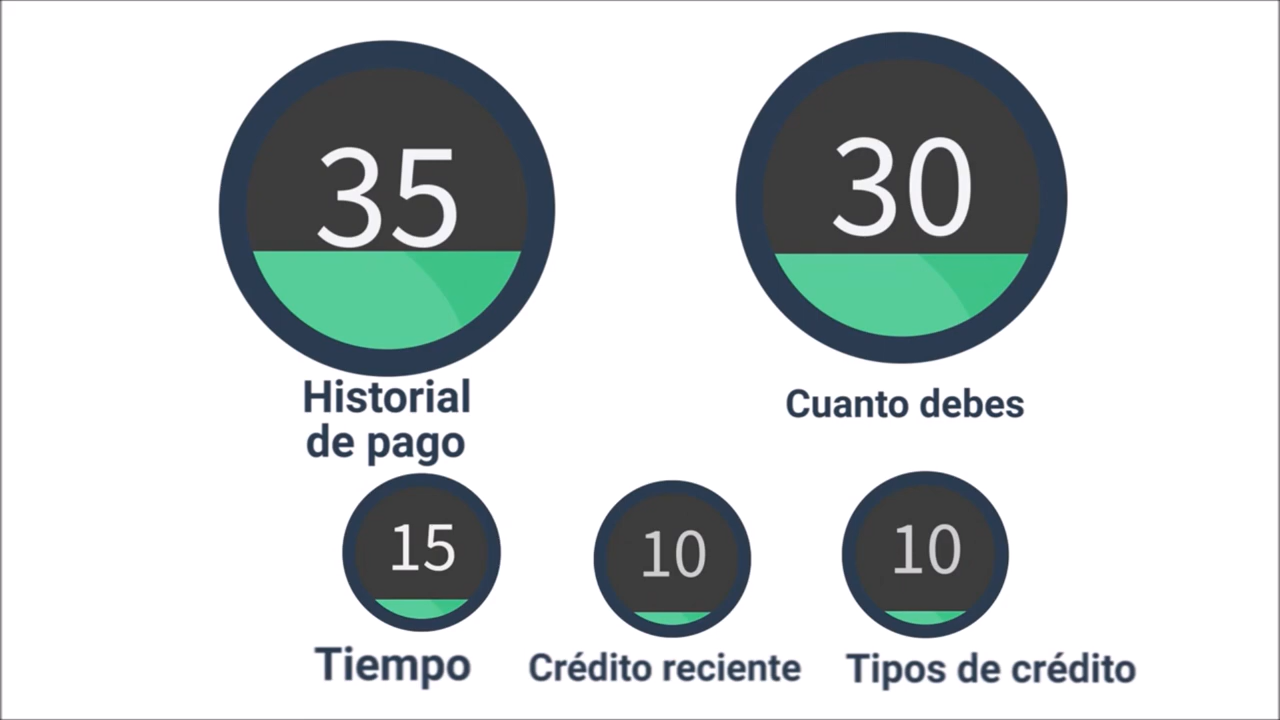 35
30
Historial
de pago
Cuanto debes
15
10
10
Tiempo
Crédito reciente
Tipos de crédito